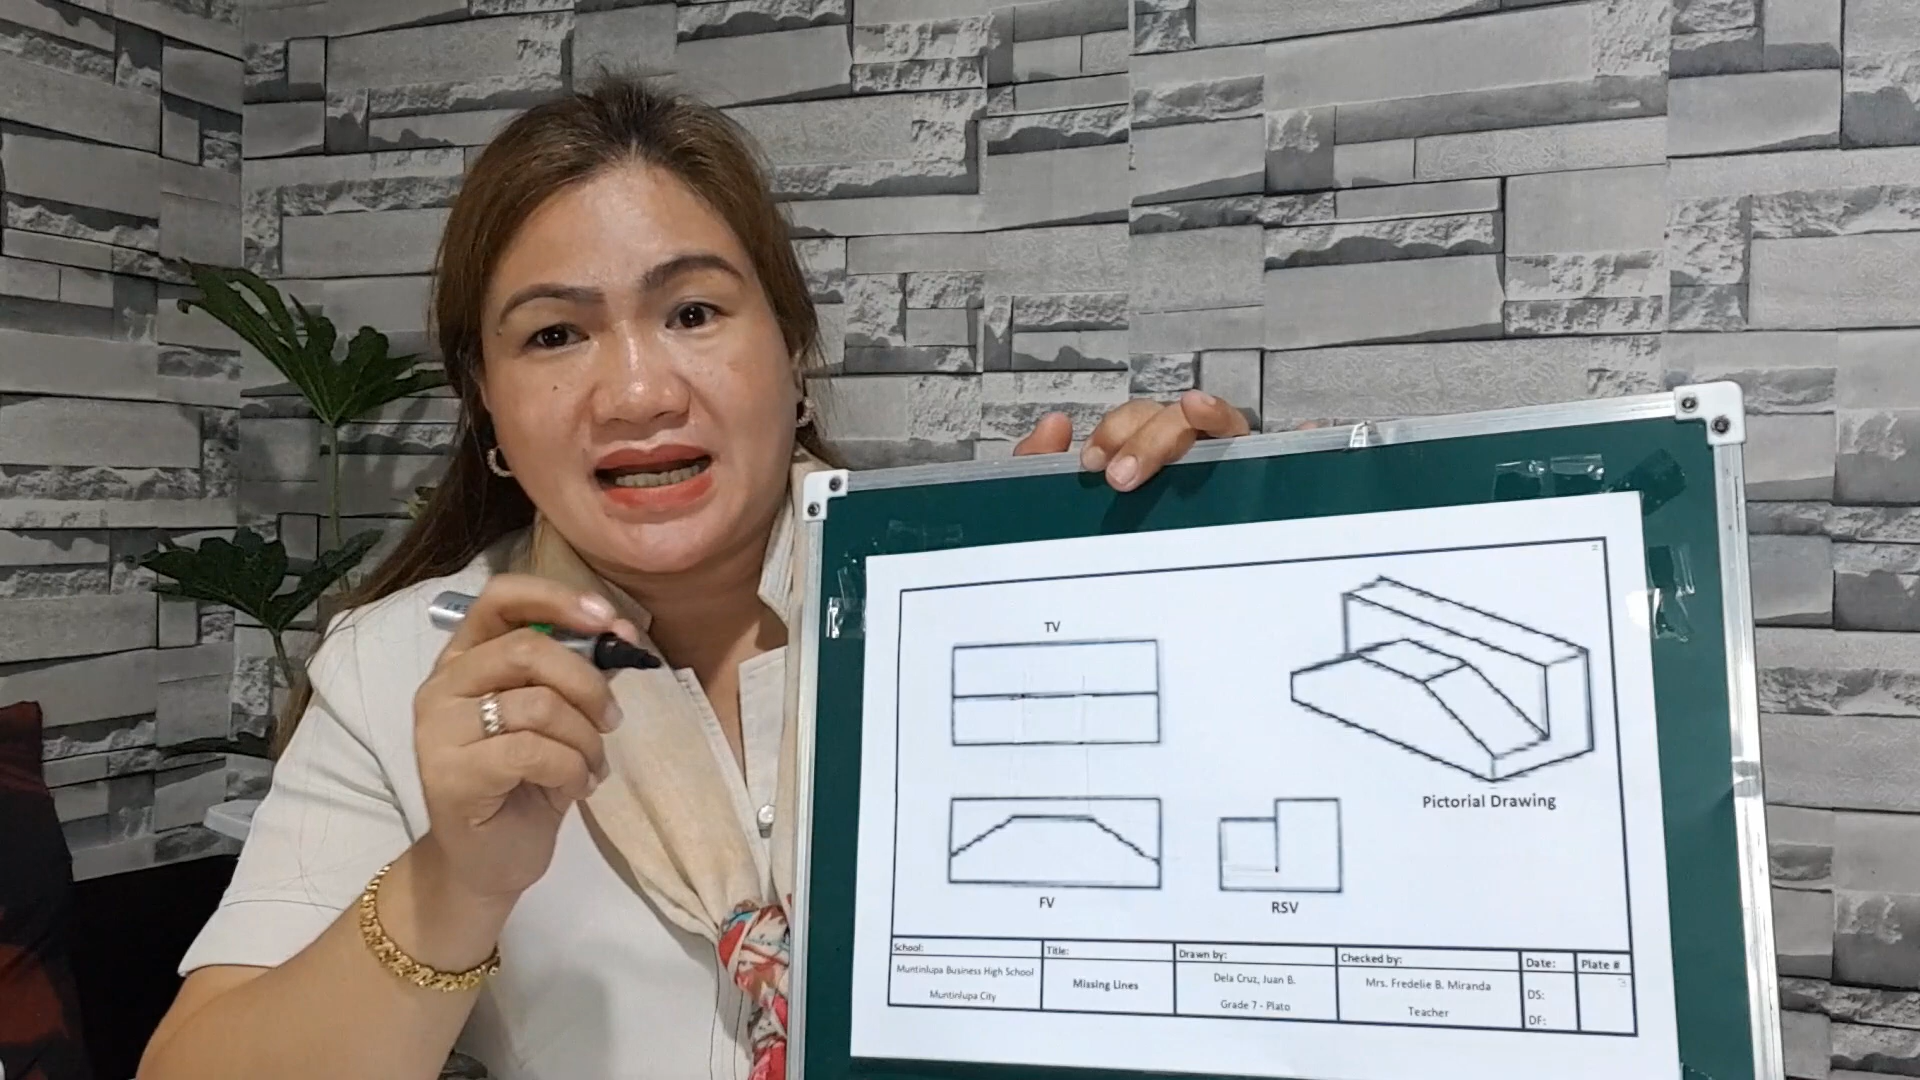 TV
Pictorial Drawing
FV
RSV
School:
Muntinlupa Business High School
Muntinlupa City
Title:
Missing Lines
Drawn by:
Dela Cruz, Juan B.
Grade 7 - Plato
Checked by:
Mrs. Fredelie B. Miranda
Teacher
Date:
DS:
DF:
Plate #